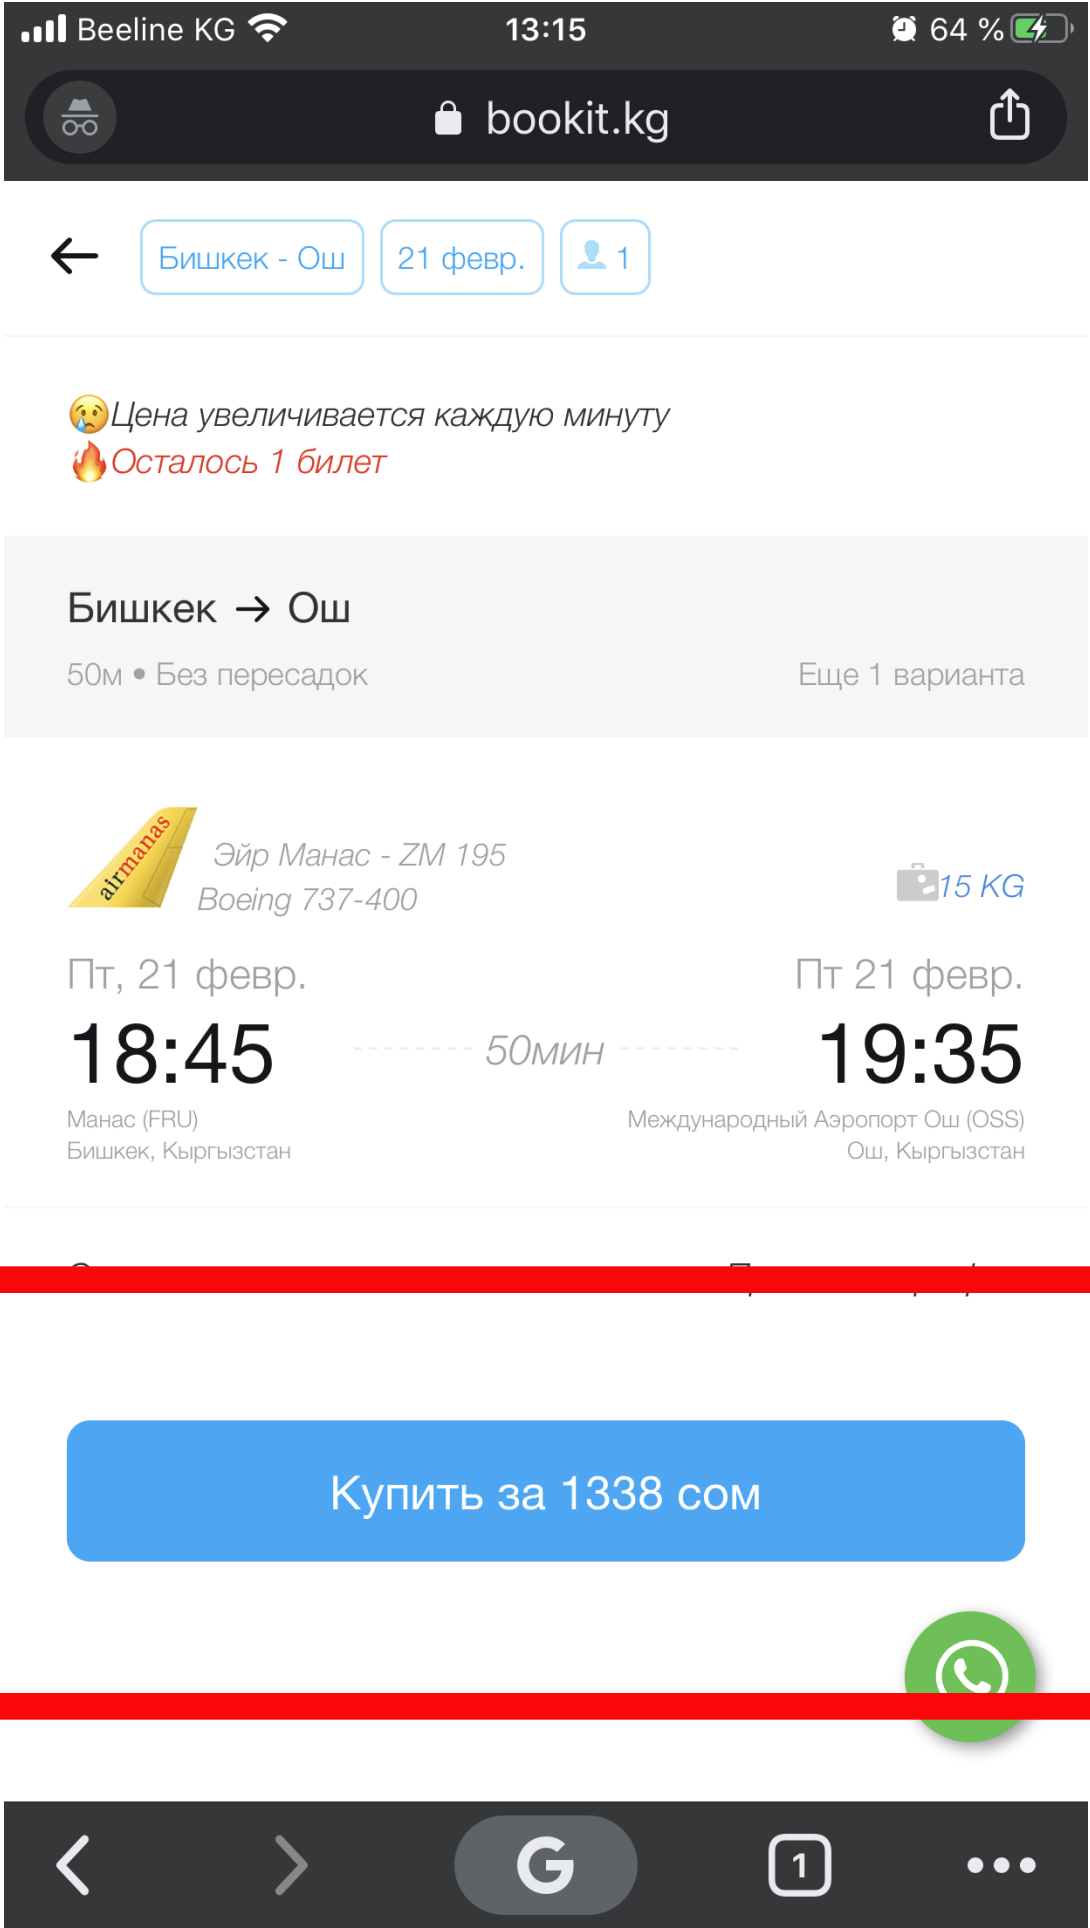 Beeline KG
13:15
64 %
bookit.kg
Бишкек - Ош
21 февр.
1
Цена увеличивается каждую минуту
Осталось 1 билет
Бишкек → Ош
50м • Без пересадок
Еще 1 варианта
airmanas
Эйр Манас - ZM 195
Boeing 737-400
15 KG
Пт, 21 февр.
Пт 21 февр.
18:45
50мин
19:35
Манас (FRU)
Международный Аэропорт Ош (OSS)
Бишкек, Кыргызстан
Ош, Кыргызстан
Купить за 1338 сом
G
1